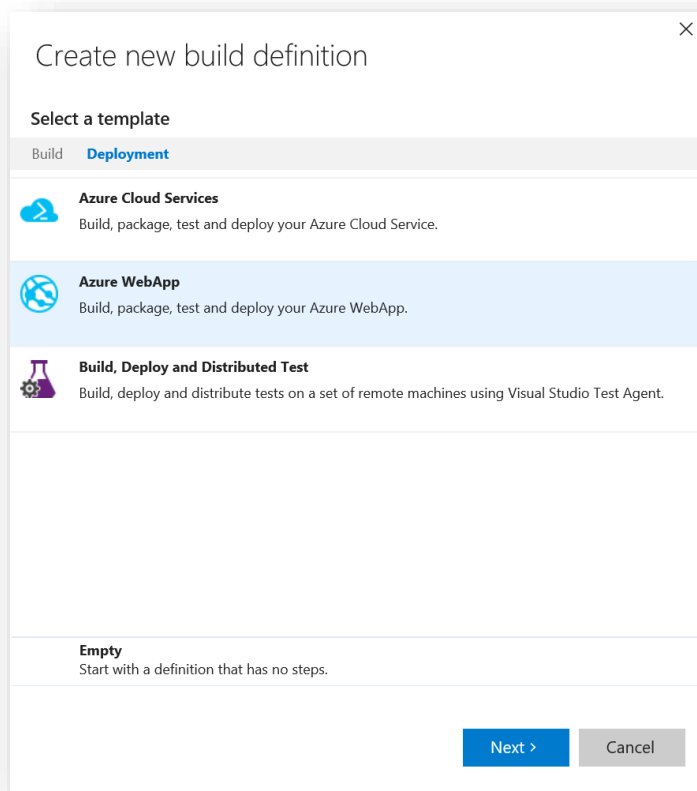 Create new build definition
Select a template
Build Deployment
Azure Cloud Services
Build, package, test and deploy your Azure Cloud Service.
Azure WebApp
Build, package, test and deploy your Azure WebApp.
Build, Deploy and Distributed Test
Build, deploy and distribute tests on a set of remote machines using Visual Studio Test Agent.
Empty
Start with a definition that has no steps.
Next > Cancel